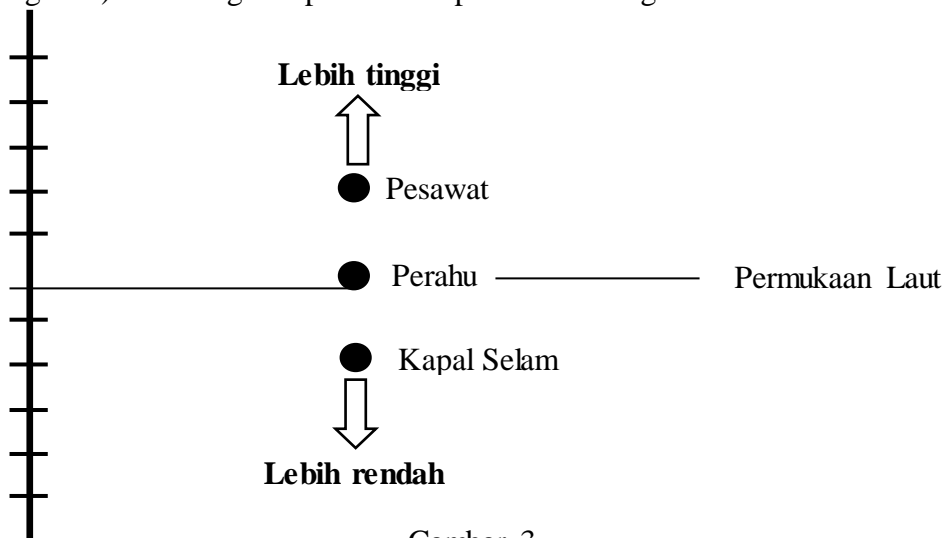 Lebih tinggi
Pesawat
Perahu Permukaan Laut
Kapal Selam
Lebih rendah